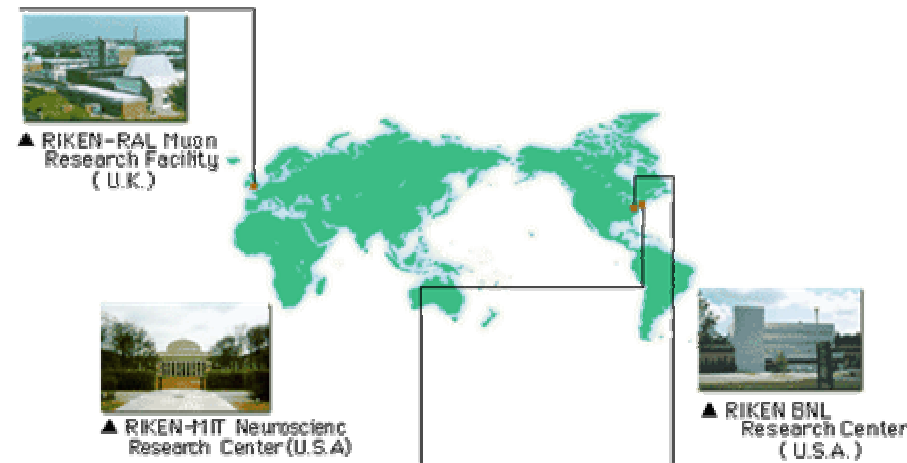 ▲ RIKEN-RAL Muon
Research Facility
( U.K.)
▲ RIKEN-MIT Neuroscienc
Research Center(U.S.A)
▲ RIKEN BNL
Research Center
( U.S.A. )